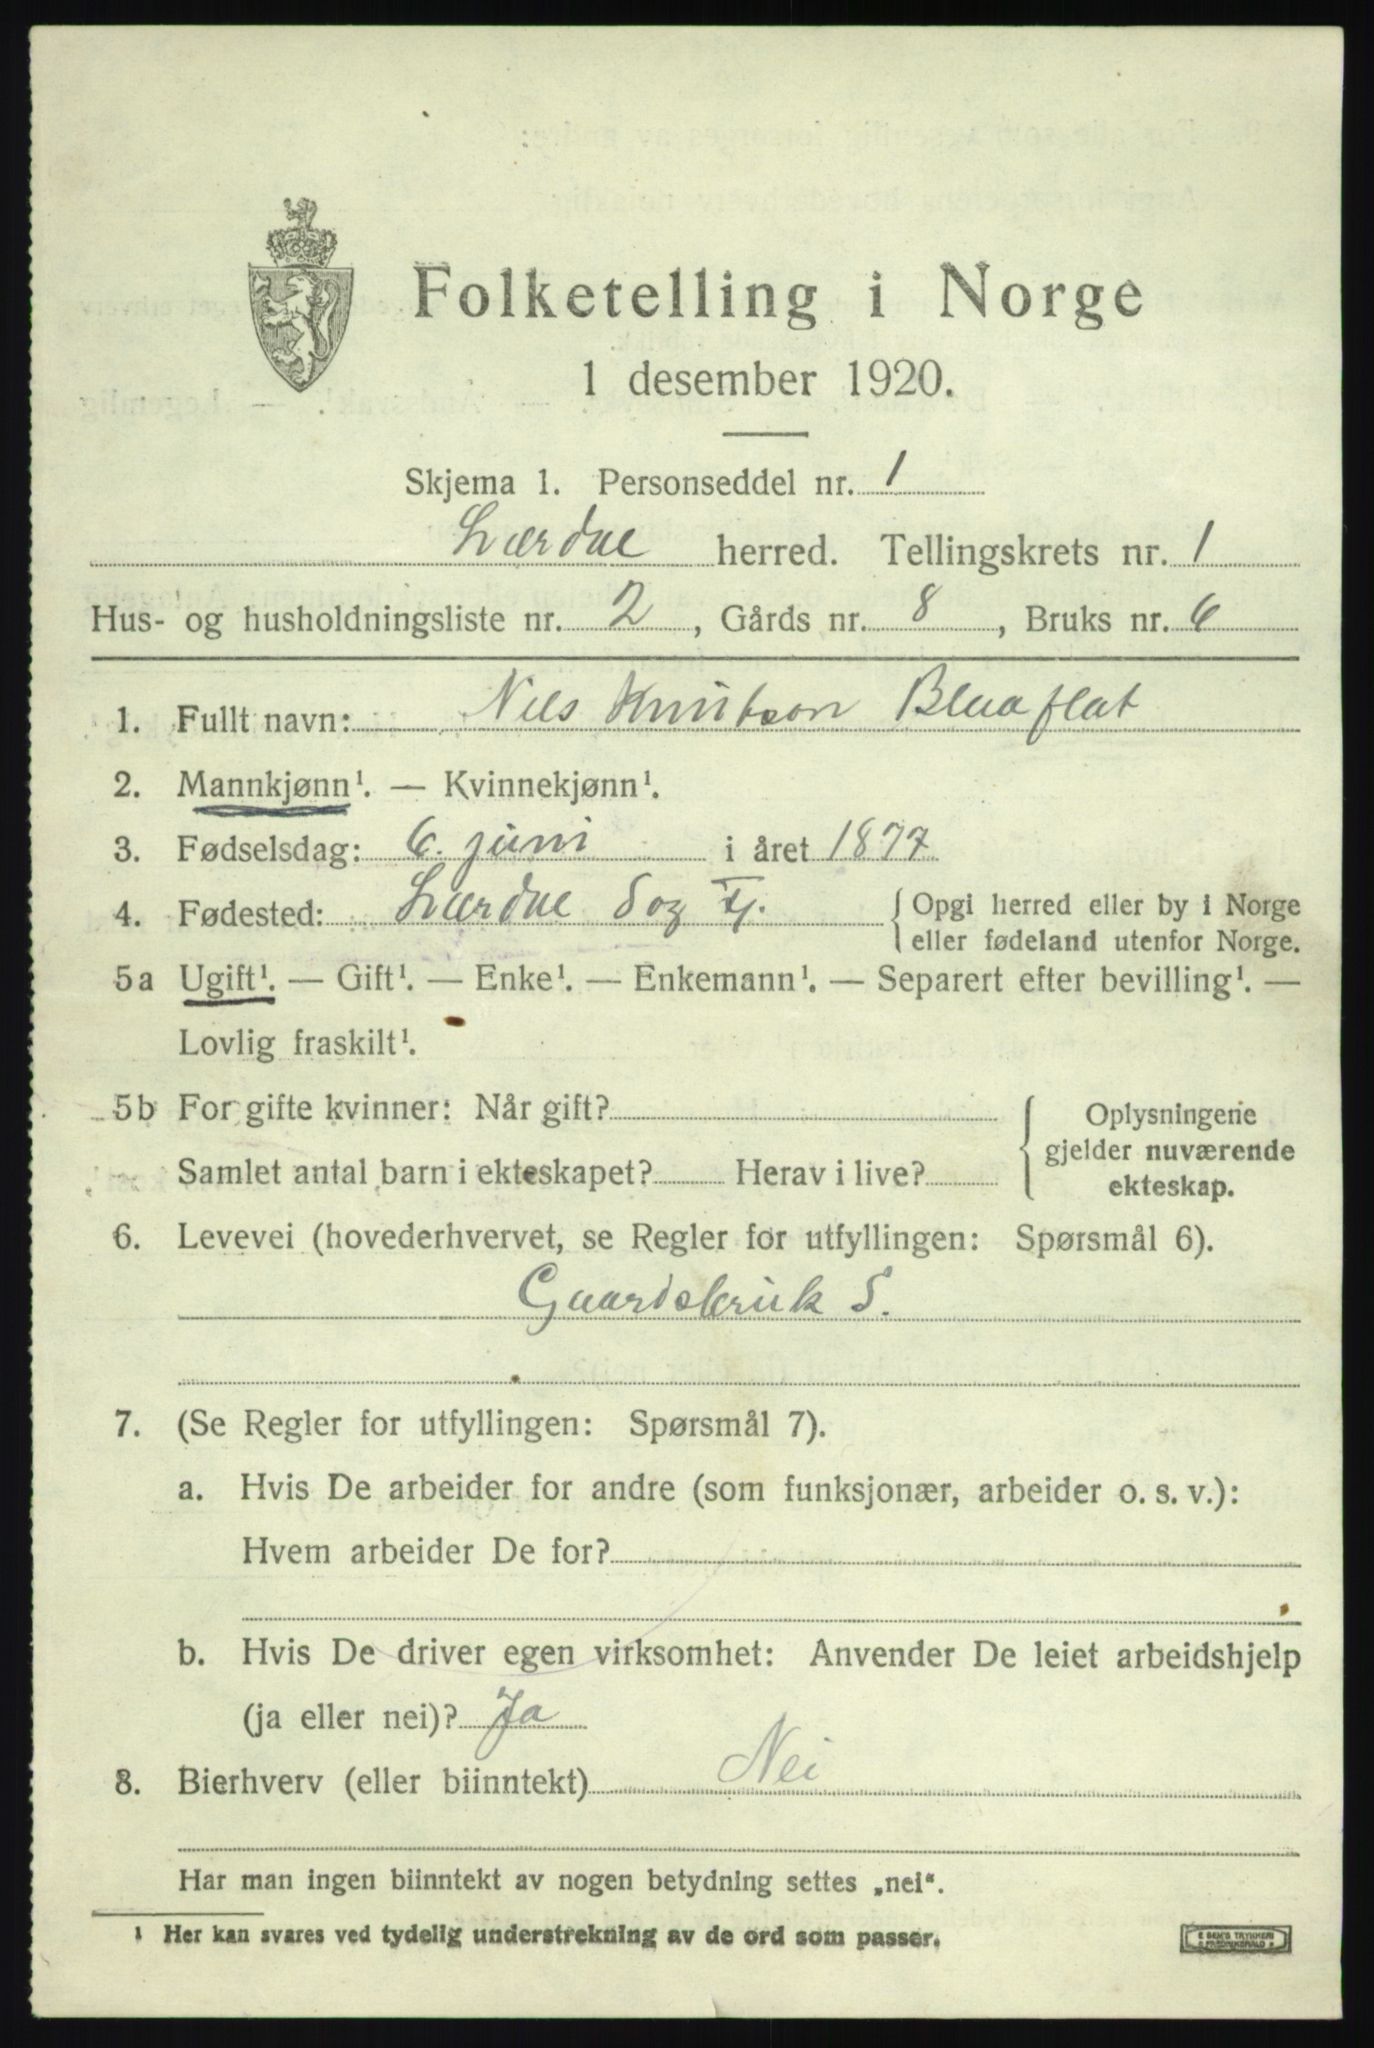 Folketelling i Norge
1 desember 1920.
Skjema 1. Personseddel nr. 1
Lærdal herred. Tellingskrets nr. 1
Hus- og husholdningsliste nr. 2, Gårds nr. 8, Bruks nr. 6
1. Fullt navn: Nils Knutson Blaaflat
2. Mannkjønn¹. — Kvinnekjønn¹.
3. Fødselsdag: 6. juni i året 1877
4. Fødested: Lærdal Sogn Fj. { Opgi herred eller by i Norge
eller fødeland utenfor Norge.
5a Ugift¹. — Gift¹. — Enke¹. — Enkemann¹. — Separert efter bevilling¹. —
Lovlig fraskilt¹.
5b For gifte kvinner: Når gift? { Oplysningene
gjelder nuværende
Samlet antal barn i ekteskapet? Herav i live? ekteskap.
6. Levevei (hovederhvervet, se Regler for utfyllingen: Spørsmål 6).
Gaardsbruk S.
7. (Se Regler for utfyllingen: Spørsmål 7).
a. Hvis De arbeider for andre (som funksjonær, arbeider o. s. v.):
Hvem arbeider De for?
b. Hvis De driver egen virksomhet: Anvender De leiet arbeidshjelp
(ja eller nei)? Ja
8. Bierhverv (eller biinntekt) Nei
Har man ingen biinntekt av nogen betydning settes „nei“.
¹ Her kan svares ved tydelig understrekning av de ord som passer.